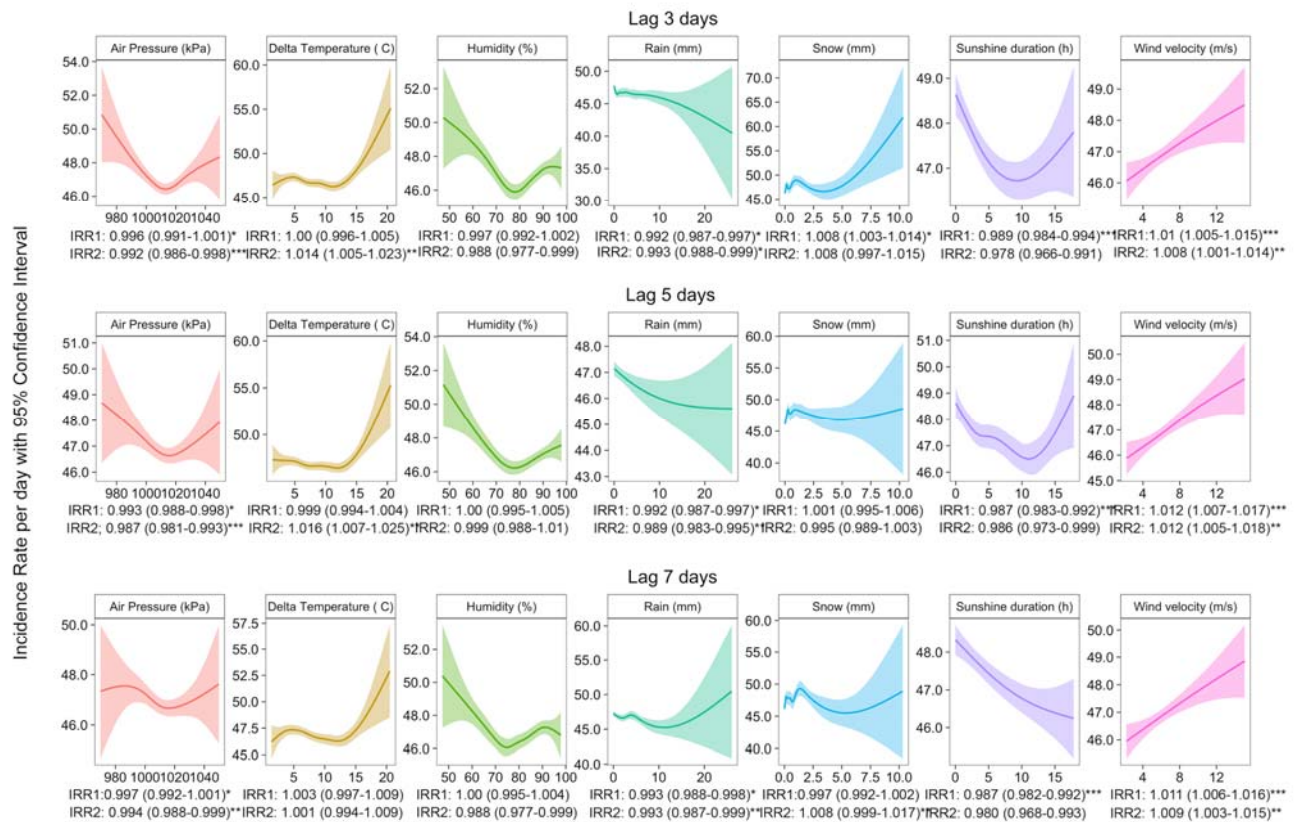 Incidence Rate per day with 95% Confidence Interval
Lag 3 days
Air Pressure (kPa) Delta Temperature ( C) Humidity (%) Rain (mm) Snow (mm) Sunshine duration (h) Wind velocity (m/s)
54.0 52.0 50.0 48.0 46.0
980 1000 1020 1040
60.0 55.0 50.0 45.0
5 10 15 20
52.0 50.0 48.0 46.0
50 60 70 80 90 100
50.0 45.0 40.0 35.0 30.0
0 10 20
70.0 65.0 60.0 55.0 50.0 45.0
0.0 2.5 5.0 7.5 10.0
49.0 48.0 47.0
0 5 10 15
49.0 48.0 47.0 46.0
4 8 12
IRR1: 0.996 (0.991-1.001)* IRR1: 1.00 (0.996-1.005) IRR1: 0.997 (0.992-1.002) IRR1: 0.992 (0.987-0.997)* IRR1: 1.008 (1.003-1.014)* IRR1: 0.989 (0.984-0.994)*** IRR1: 1.01 (1.005-1.015)***
IRR2: 0.992 (0.986-0.998)*** IRR2: 1.014 (1.005-1.023)** IRR2: 0.988 (0.977-0.999) IRR2: 0.993 (0.988-0.999)* IRR2: 1.008 (0.997-1.015) IRR2: 0.978 (0.966-0.991) IRR2: 1.008 (1.001-1.014)**
Lag 5 days
Air Pressure (kPa) Delta Temperature ( C) Humidity (%) Rain (mm) Snow (mm) Sunshine duration (h) Wind velocity (m/s)
51.0 50.0 49.0 48.0 47.0 46.0
980 1000 1020 1040
60.0 55.0 50.0
5 10 15 20
54.0 52.0 50.0 48.0 46.0
50 60 70 80 90 100
48.0 47.0 46.0 45.0 44.0 43.0
0 10 20
60.0 55.0 50.0 45.0 40.0
0.0 2.5 5.0 7.5 10.0
51.0 50.0 49.0 48.0 47.0 46.0
0 5 10 15
50.0 48.0 46.0 45.0
4 8 12
IRR1: 0.993 (0.988-0.998)* IRR1: 0.999 (0.994-1.004) IRR1: 1.00 (0.995-1.005) IRR1: 0.992 (0.987-0.997)* IRR1: 1.001 (0.995-1.006) IRR1: 0.987 (0.983-0.992)*** IRR1: 1.012 (1.007-1.017)***
IRR2; 0.987 (0.981-0.993)*** IRR2: 1.016 (1.007-1.025)** IRR2: 0.999 (0.988-1.01) IRR2: 0.989 (0.983-0.995)** IRR2: 0.995 (0.989-1.003) IRR2: 0.986 (0.973-0.999) IRR2: 1.012 (1.005-1.018)**
Lag 7 days
Air Pressure (kPa) Delta Temperature ( C) Humidity (%) Rain (mm) Snow (mm) Sunshine duration (h) Wind velocity (m/s)
50.0 48.0 46.0
980 1000 1020 1040
57.5 55.0 52.5 50.0 47.5 45.0
5 10 15 20
52.0 50.0 48.0 46.0
50 60 70 80 90 100
60.0 55.0 50.0 45.0 40.0
0 10 20
60.0 55.0 50.0 45.0 40.0
0.0 2.5 5.0 7.5 10.0
48.0 47.0 46.0
0 5 10 15
50.0 49.0 48.0 47.0 46.0
4 8 12
IRR1:0.997 (0.992-1.001)* IRR1: 1.003 (0.997-1.009) IRR1: 1.00 (0.995-1.004) IRR1: 0.993 (0.988-0.998)* IRR1:0.997 (0.992-1.002) IRR1: 0.987 (0.982-0.992)*** IRR1: 1.011 (1.006-1.016)***
IRR2: 0.994 (0.988-0.999)** IRR2: 1.001 (0.994-1.009) IRR2: 0.988 (0.977-0.999) IRR2: 0.993 (0.987-0.999)** IRR2: 1.008 (0.999-1.017)** IRR2: 0.980 (0.968-0.993) IRR2: 1.009 (1.003-1.015)**